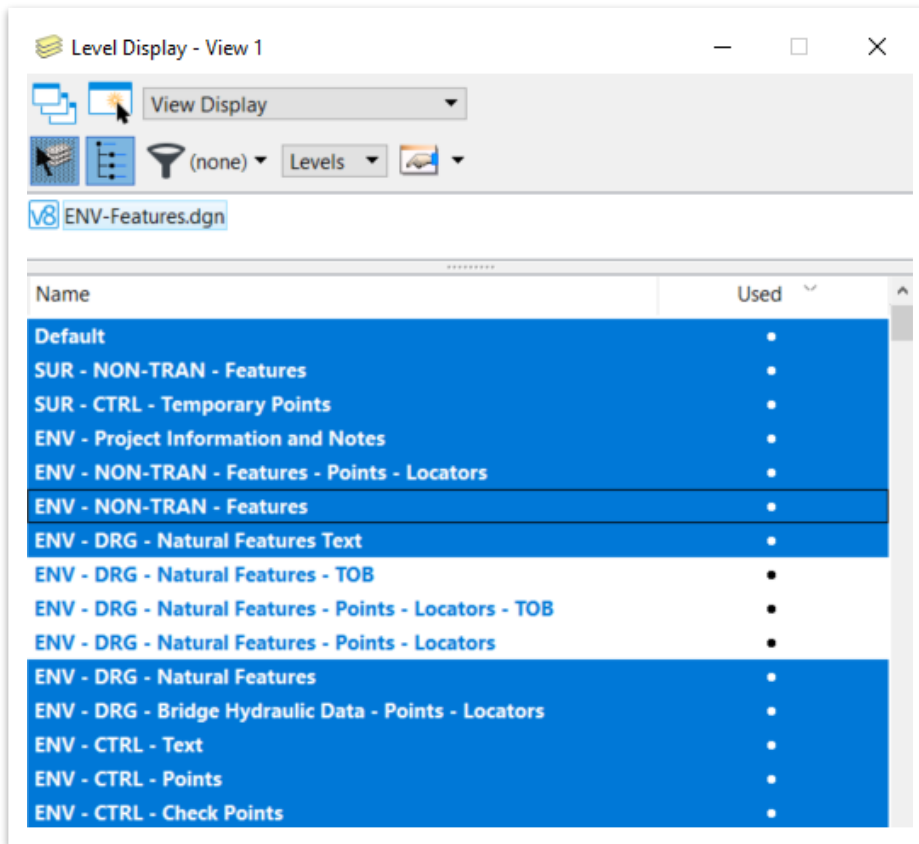 Level Display - View 1
View Display
(none) Levels
v8 ENV-Features.dgn
Name Used
Default
SUR - NON-TRAN - Features
SUR - CTRL - Temporary Points
ENV - Project Information and Notes
ENV - NON-TRAN - Features - Points - Locators
ENV - NON-TRAN - Features
ENV - DRG - Natural Features Text
ENV - DRG - Natural Features - TOB
ENV - DRG - Natural Features - Points - Locators - TOB
ENV - DRG - Natural Features - Points - Locators
ENV - DRG - Natural Features
ENV - DRG - Bridge Hydraulic Data - Points - Locators
ENV - CTRL - Text
ENV - CTRL - Points
ENV - CTRL - Check Points